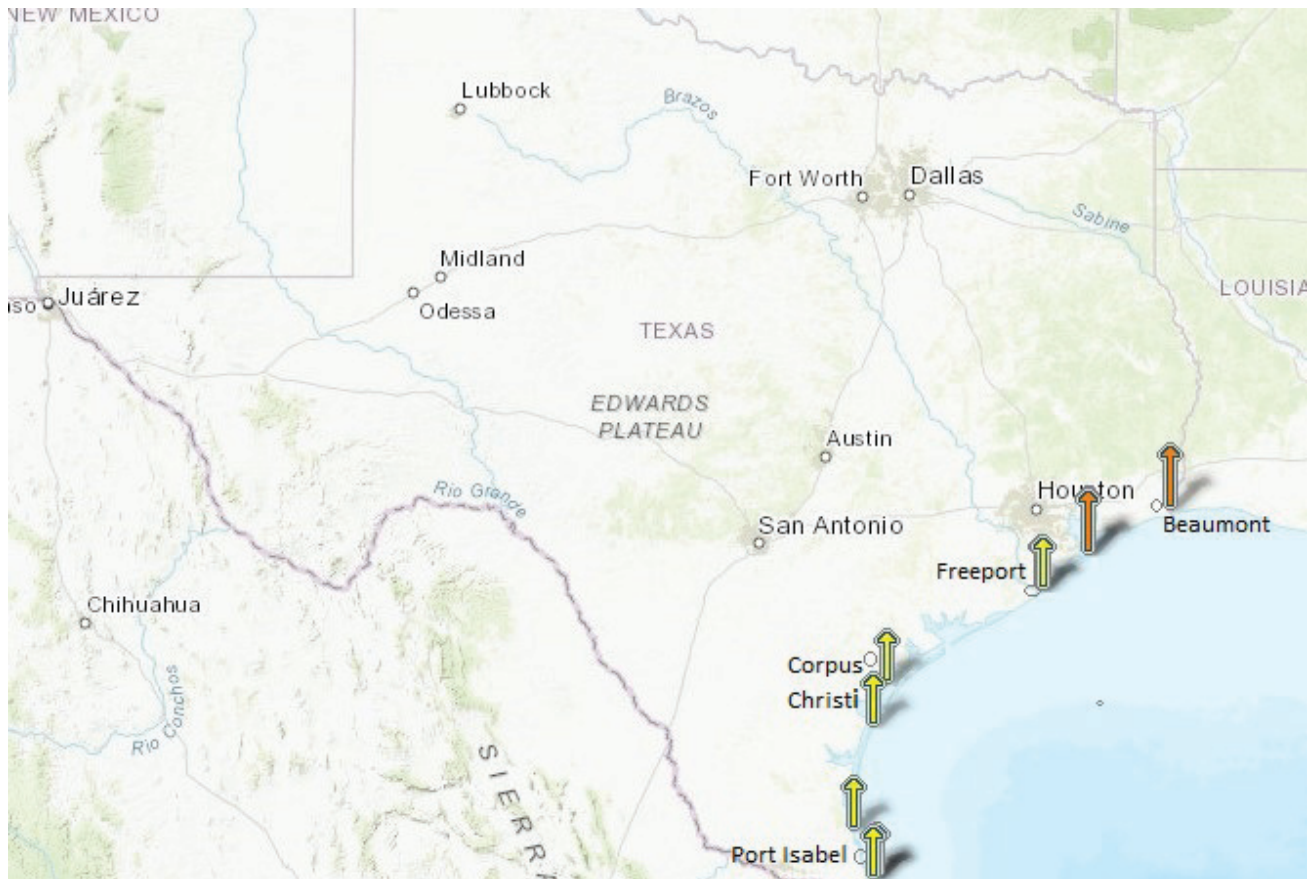 NEW MEXICO
Lubbock
Brazos
Fort Worth
Dallas
Sabine
Midland
Juárez
Odessa
LOUISIA
TEXAS
EDWARDS
PLATEAU
Austin
Rio Grande
Houston
San Antonio
Beaumont
Freeport
Chihuahua
Corpus
Christi
Rio Conchos
SIERRA
Port Isabel